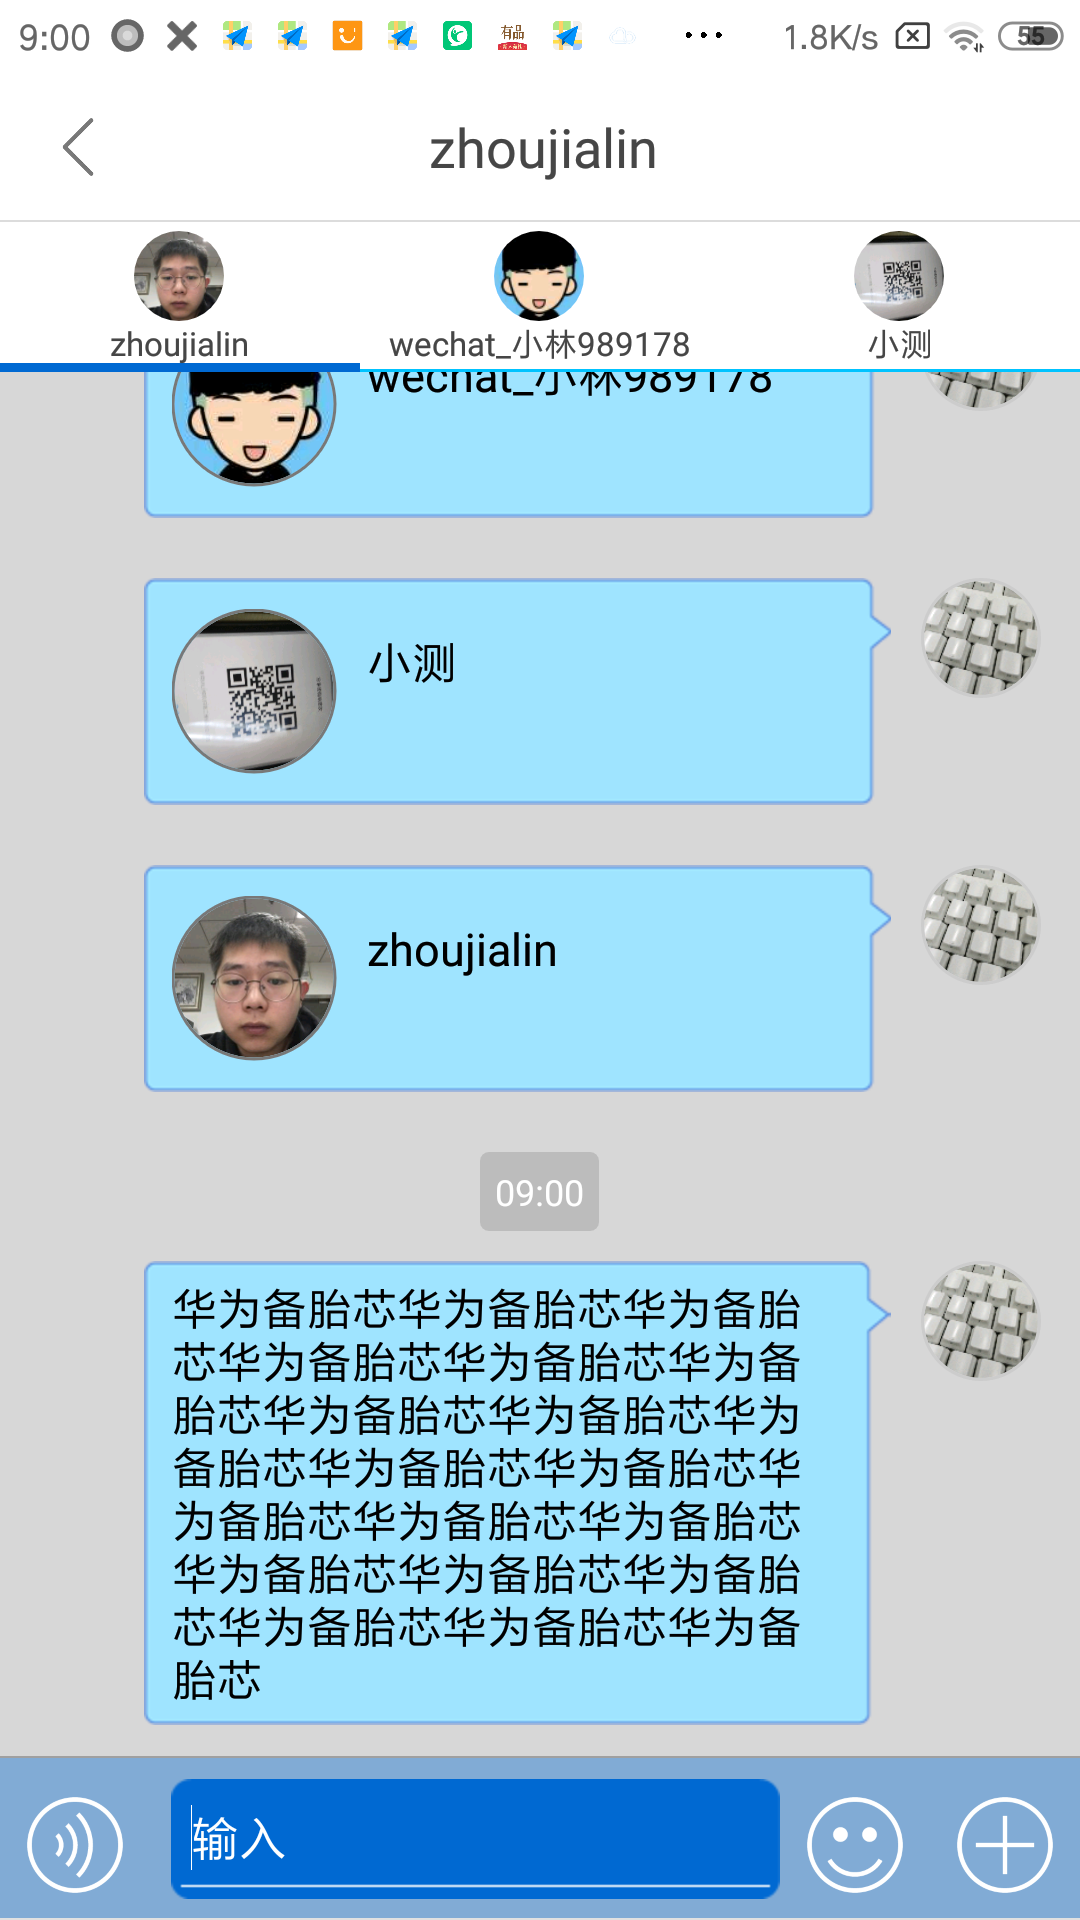 9:00
有品
1.8K/s
55
zhoujialin
zhoujialin
wechat_小林989178
小测
wechat_小林989178
小测
zhoujialin
09:00
华为备胎芯华为备胎芯华为备胎
芯华为备胎芯华为备胎芯华为备
胎芯华为备胎芯华为备胎芯华为
备胎芯华为备胎芯华为备胎芯华
为备胎芯华为备胎芯华为备胎芯
华为备胎芯华为备胎芯华为备胎
芯华为备胎芯华为备胎芯华为备
胎芯
输入